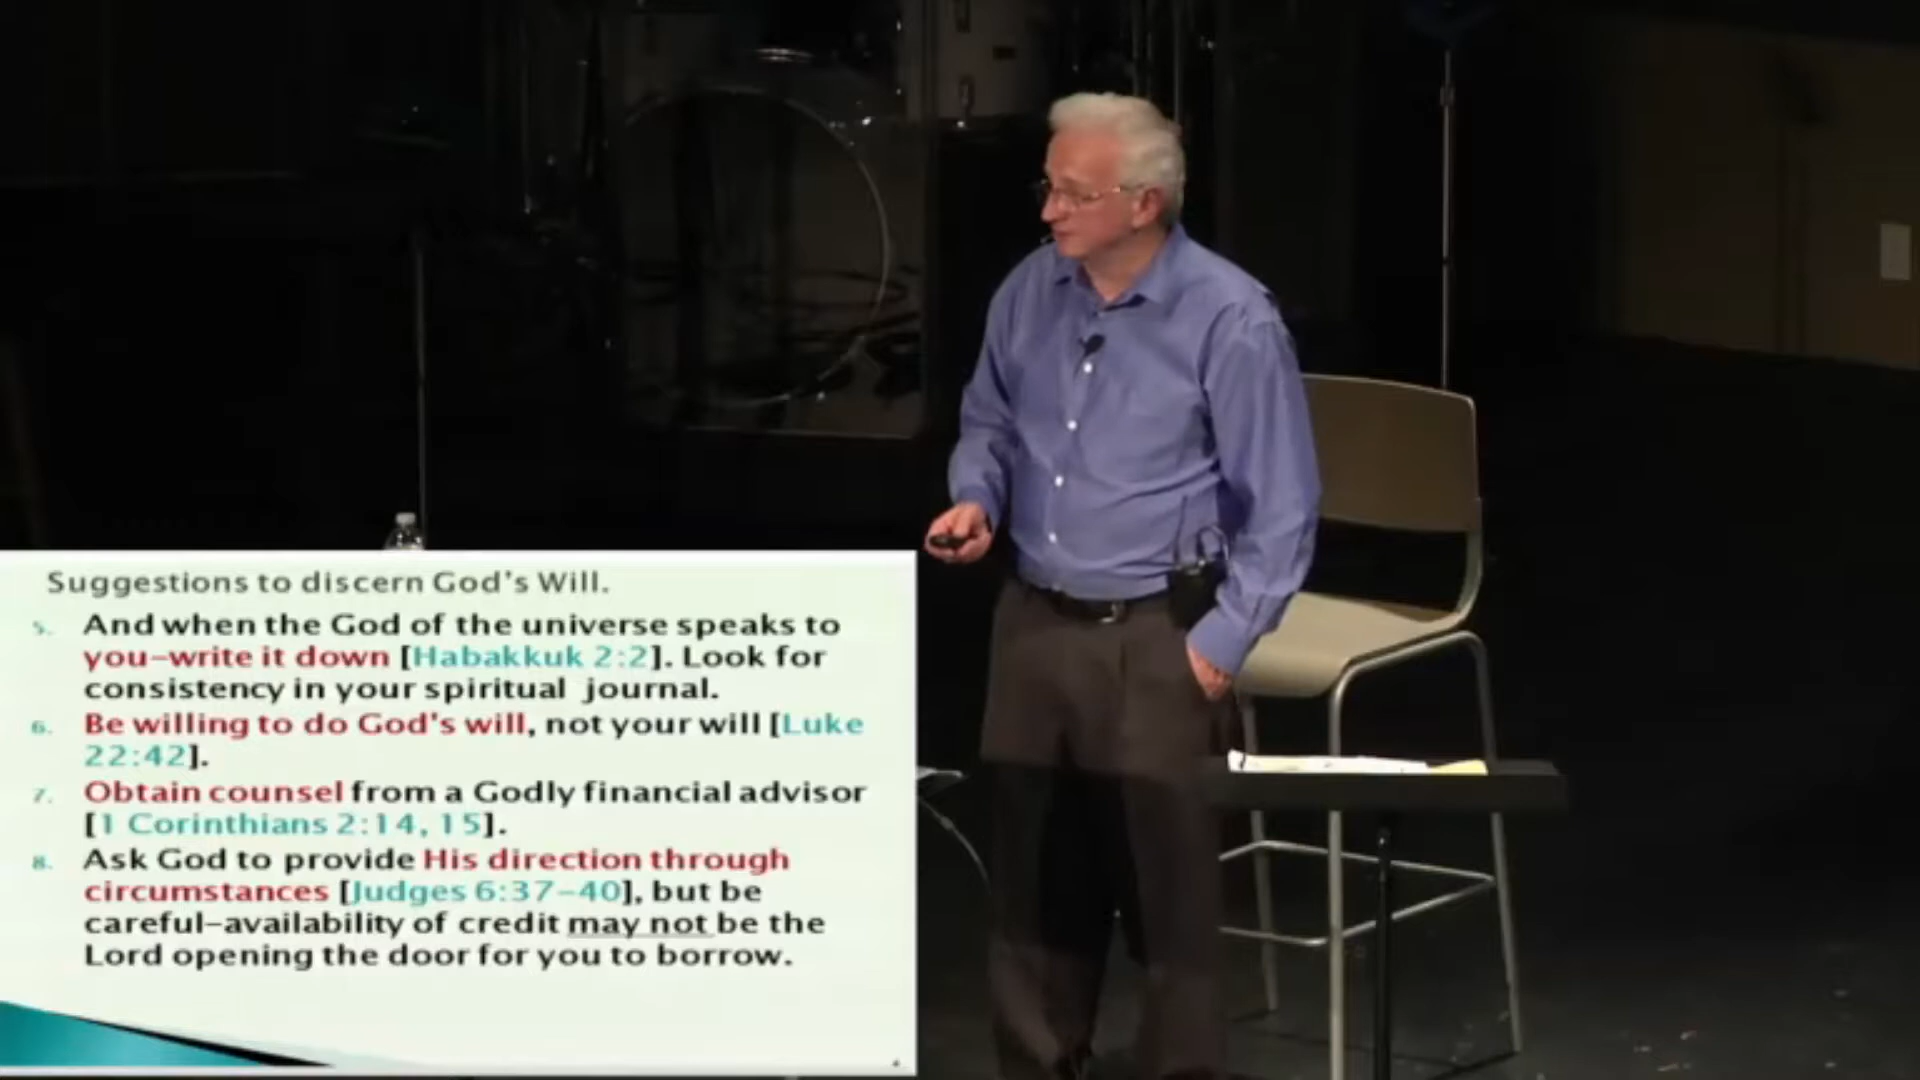 Suggestions to discern God's Will.
5. And when the God of the universe speaks to
you–write it down [Habakkuk 2:2]. Look for
consistency in your spiritual journal.
6. Be willing to do God's will, not your will [Luke
22:42].
7. Obtain counsel from a Godly financial advisor
[1 Corinthians 2:14, 15].
8. Ask God to provide His direction through
circumstances [Judges 6:37–40], but be
careful–availability of credit may not be the
Lord opening the door for you to borrow.